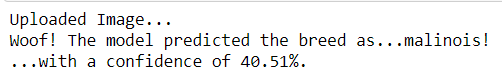 Uploaded Image...
Woof! The model predicted the breed as...malinois!
...with a confidence of 40.51%.